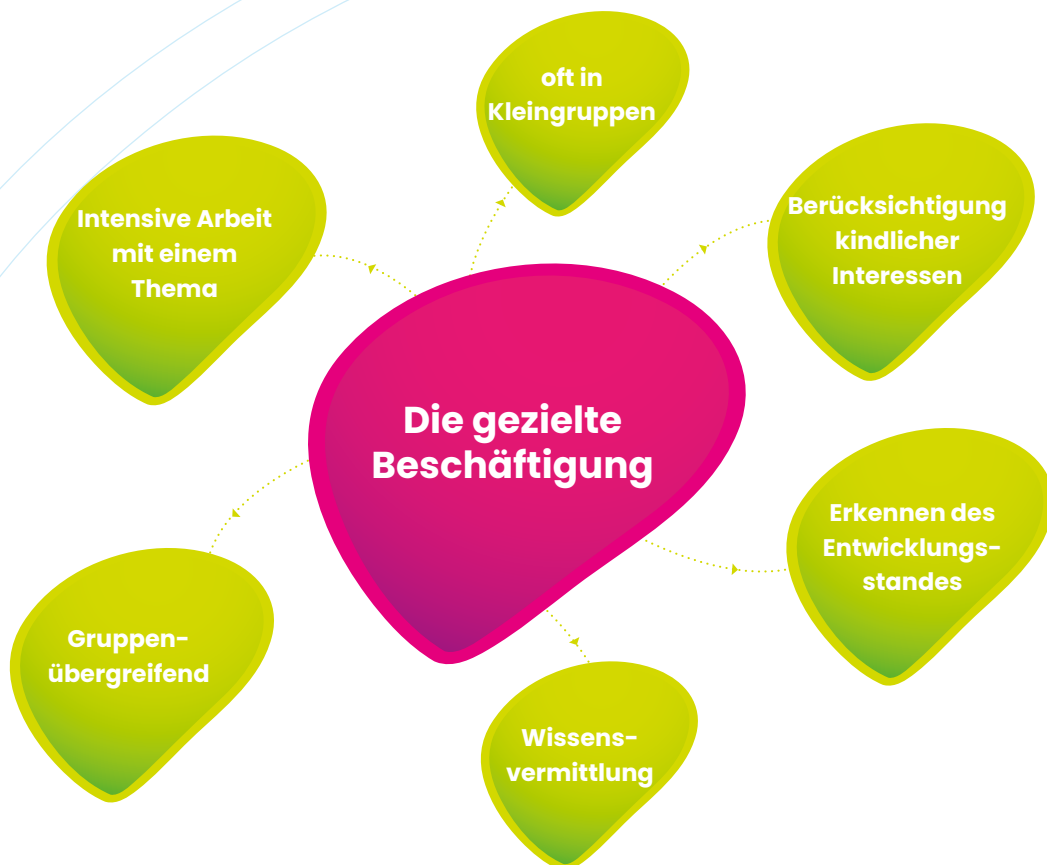 oft in
Kleingruppen
Intensive Arbeit
mit einem
Thema
Berücksichtigung
kindlicher
Interessen
Die gezielte
Beschäftigung
Erkennen des
Entwicklungs-
standes
Gruppen-
übergreifend
Wissens-
vermittlung